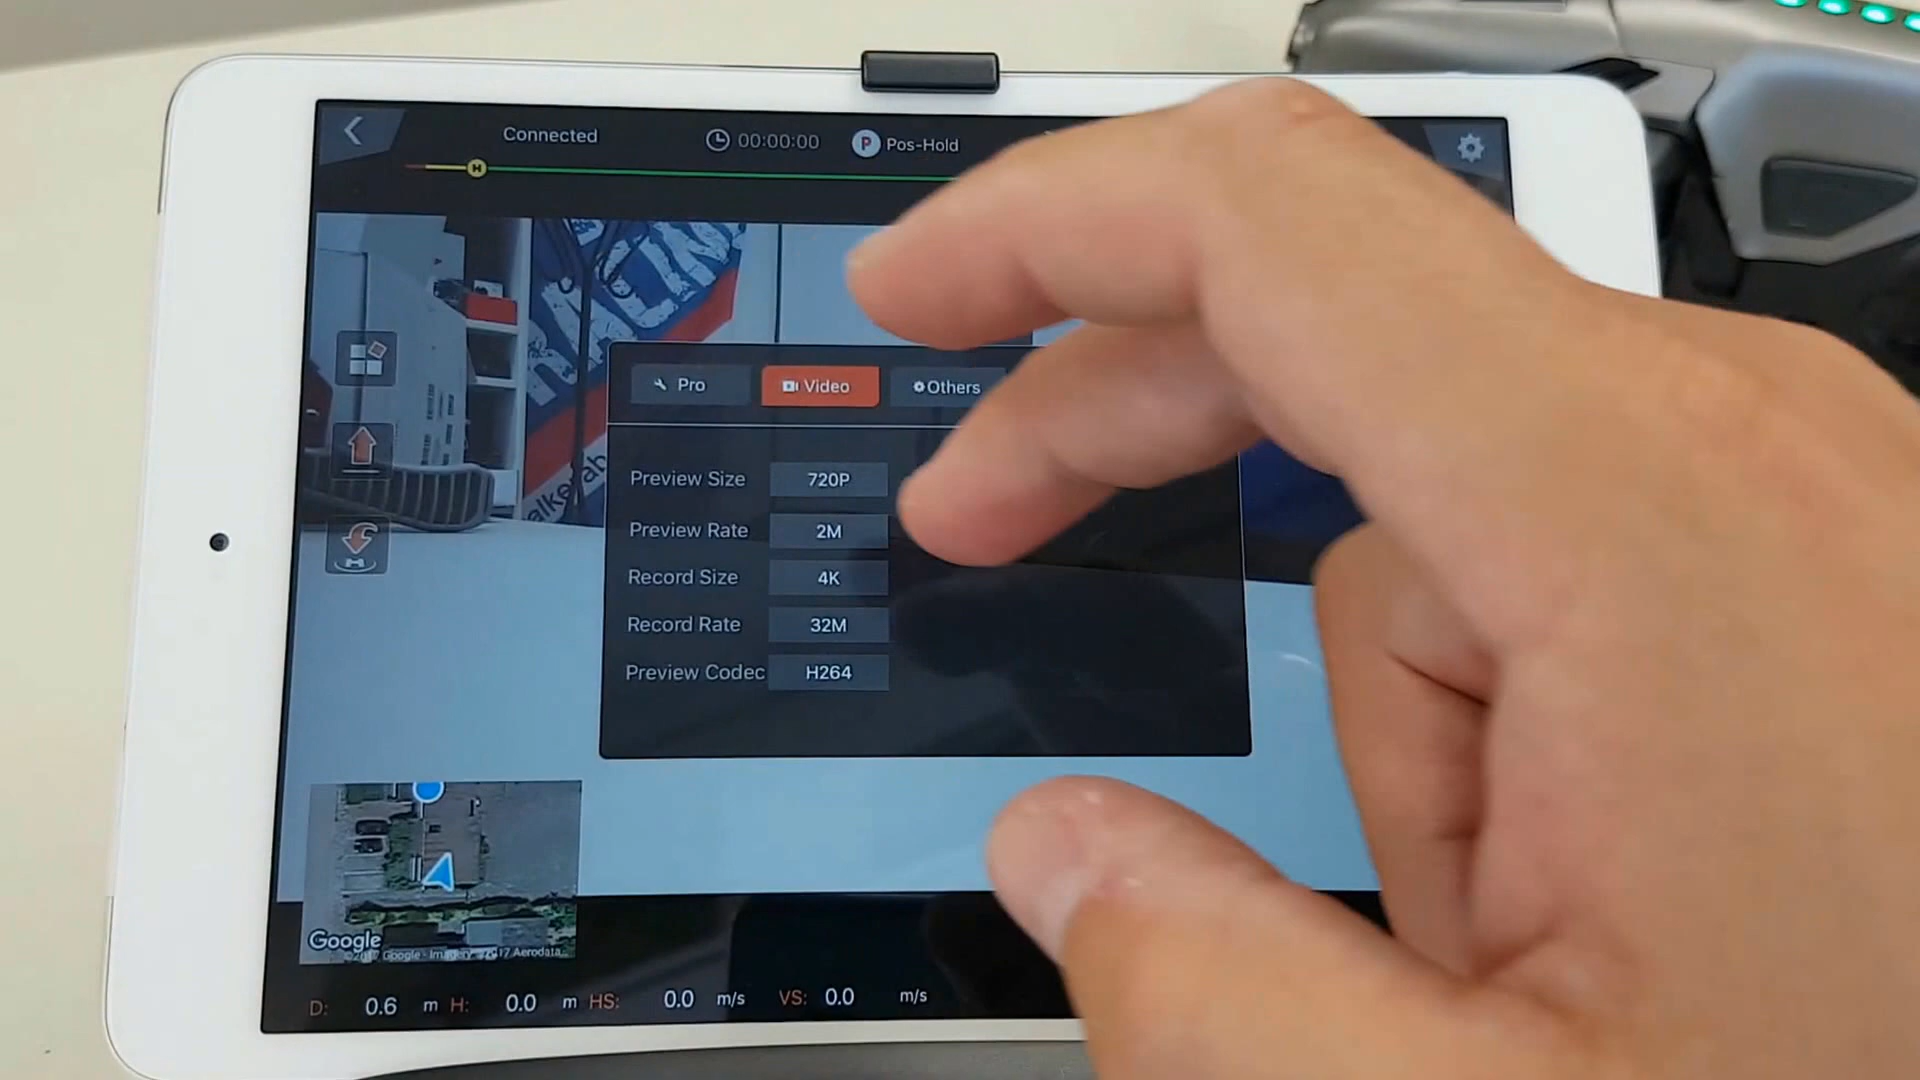 Connected 00:00:00 P Pos-Hold
H
Pro Video Others
Preview Size 720P
Preview Rate 2M
Record Size 4K
Record Rate 32M
Preview Codec H264
Google
D: 0.6 m H: 0.0 m HS: 0.0 m/s VS: 0.0 m/s